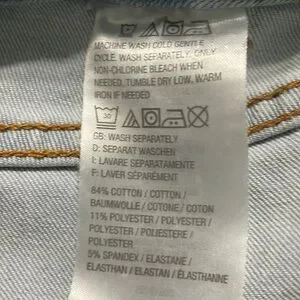 MACHINE WASH COLD GENTLE
CYCLE. WASH SEPARATELY. ONLY
NON-CHLORINE BLEACH WHEN
NEEDED. TUMBLE DRY LOW. WARM
IRON IF NEEDED
30
GB: WASH SEPARATELY
D: SEPARAT WASCHEN
I: LAVARE SEPARATAMENTE
F: LAVER SÉPARÉMENT
84% COTTON / COTTON /
BAUMWOLLE / COTONE / COTON
11% POLYESTER / POLYESTER /
POLYESTER / POLIESTERE /
POLYESTER
5% SPANDEX / ELASTANE /
ELASTHAN / ELASTAN / ÉLASTHANNE